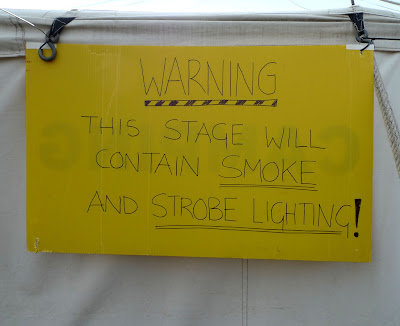 WARNING
THIS STAGE WILL
CONTAIN SMOKE
AND STROBE LIGHTING!